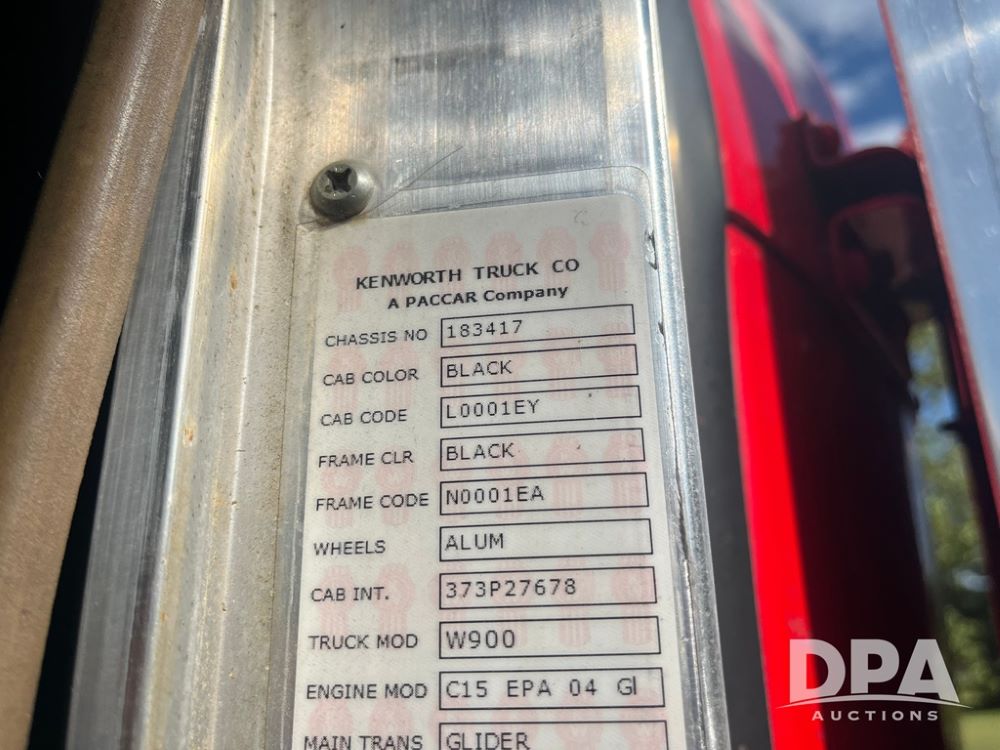 KENWORTH TRUCK CO
A PACCAR Company
CHASSIS NO 183417
CAB COLOR BLACK
CAB CODE L0001EY
FRAME CLR BLACK
FRAME CODE N0001EA
WHEELS ALUM
CAB INT. 373P27678
TRUCK MOD W900
ENGINE MOD C15 EPA 04 Gl
MAIN TRANS GLIDER
DPA
AUCTIONS